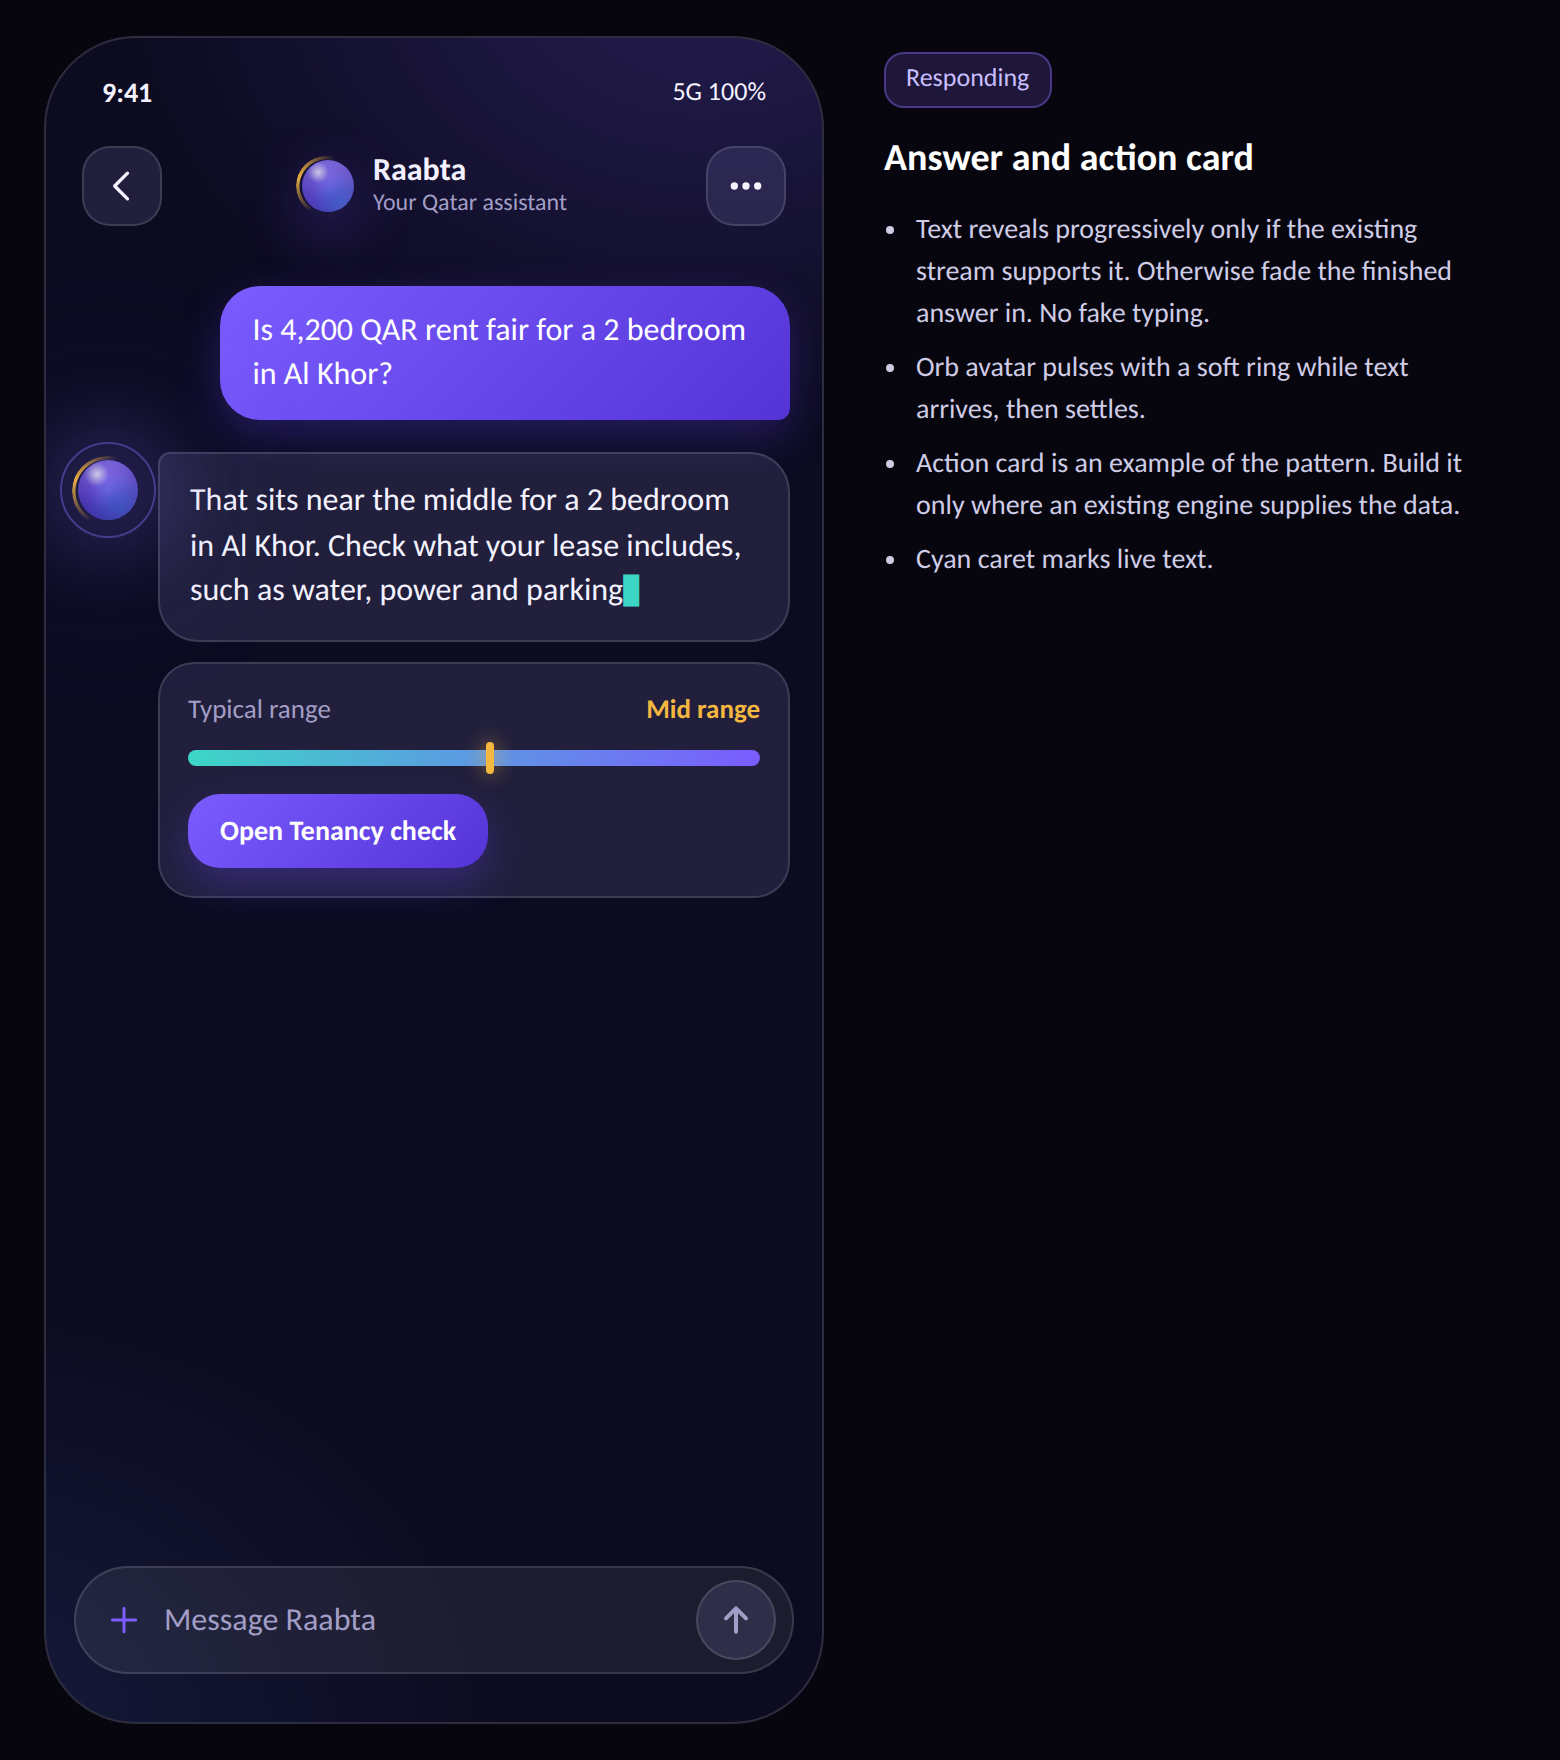 9:41
5G 100%
Raabta
Your Qatar assistant
Is 4,200 QAR rent fair for a 2 bedroom
in Al Khor?
That sits near the middle for a 2 bedroom
in Al Khor. Check what your lease includes,
such as water, power and parking
Typical range
Mid range
Open Tenancy check
Message Raabta
Responding
Answer and action card
• Text reveals progressively only if the existing
stream supports it. Otherwise fade the finished
answer in. No fake typing.
• Orb avatar pulses with a soft ring while text
arrives, then settles.
• Action card is an example of the pattern. Build it
only where an existing engine supplies the data.
• Cyan caret marks live text.